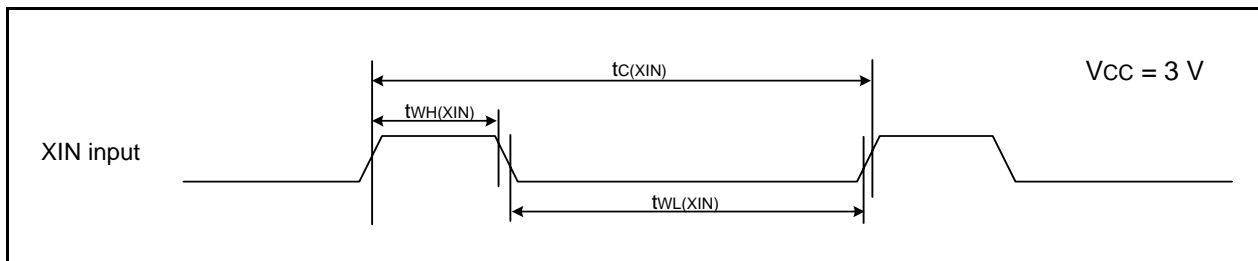 tC(XIN)
VCC = 3 V
tWH(XIN)
XIN input
tWL(XIN)